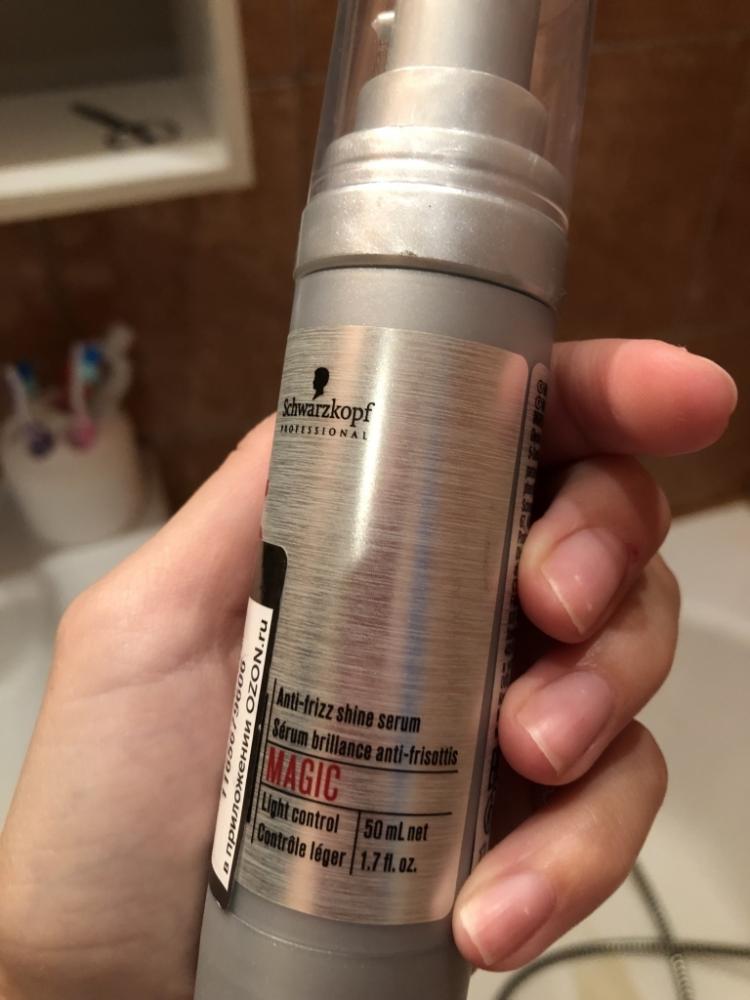 Schwarzkopf
PROFESSIONAL
Anti-frizz shine serum
Sérum brillance anti-frisottis
MAGIC
Light control
Contrôle léger
50 mL net
1.7 fl. oz.
в приложении OZON.ru